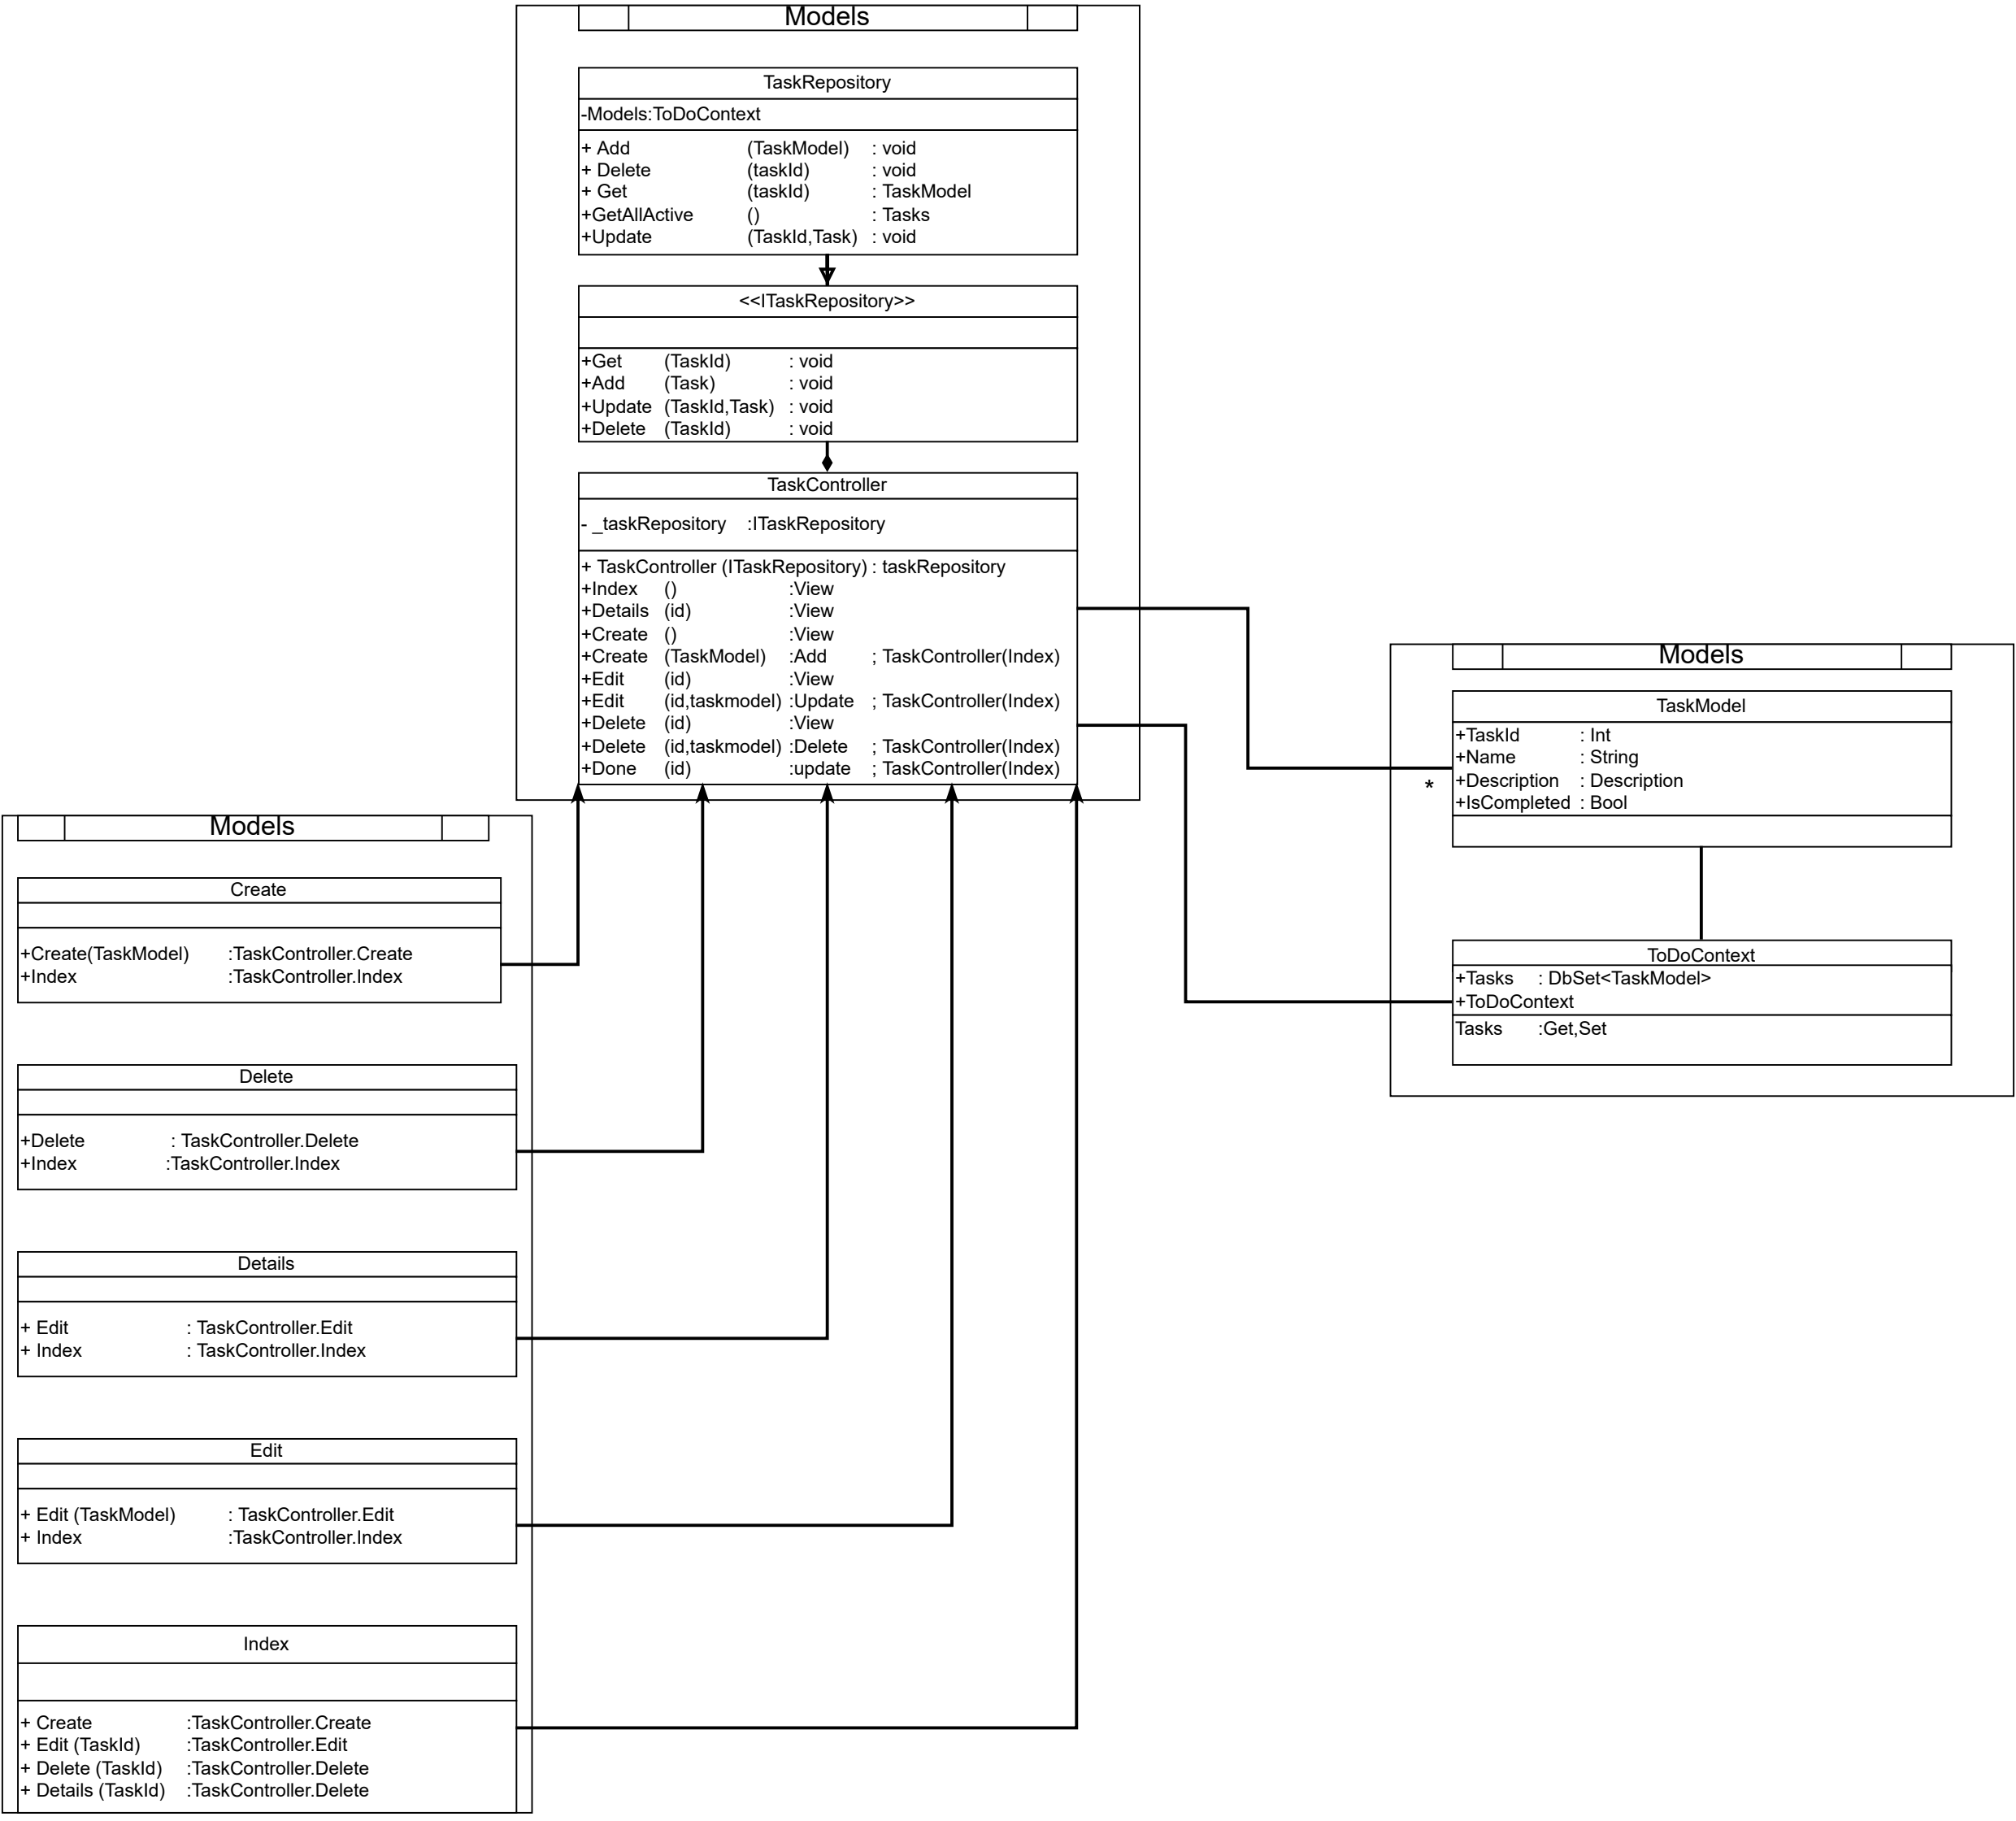 Models
TaskRepository
-Models:ToDoContext
+ Add (TaskModel) : void
+ Delete (taskId) : void
+ Get (taskId) : TaskModel
+GetAllActive () : Tasks
+Update (TaskId,Task) : void
<<ITaskRepository>>
+Get (TaskId) : void
+Add (Task) : void
+Update (TaskId,Task) : void
+Delete (TaskId) : void
TaskController
- _taskRepository :ITaskRepository
+ TaskController (ITaskRepository) : taskRepository
+Index () :View
+Details (id) :View
+Create () :View
+Create (TaskModel) :Add ; TaskController(Index)
+Edit (id) :View
+Edit (id,taskmodel) :Update ; TaskController(Index)
+Delete (id) :View
+Delete (id,taskmodel) :Delete ; TaskController(Index)
+Done (id) :update ; TaskController(Index)
Models
TaskModel
+TaskId : Int
+Name : String
+Description : Description
+IsCompleted : Bool
*
ToDoContext
+Tasks : DbSet<TaskModel>
+ToDoContext
Tasks :Get,Set
Models
Create
+Create(TaskModel) :TaskController.Create
+Index :TaskController.Index
Delete
+Delete : TaskController.Delete
+Index :TaskController.Index
Details
+ Edit : TaskController.Edit
+ Index : TaskController.Index
Edit
+ Edit (TaskModel) : TaskController.Edit
+ Index :TaskController.Index
Index
+ Create :TaskController.Create
+ Edit (TaskId) :TaskController.Edit
+ Delete (TaskId) :TaskController.Delete
+ Details (TaskId) :TaskController.Delete